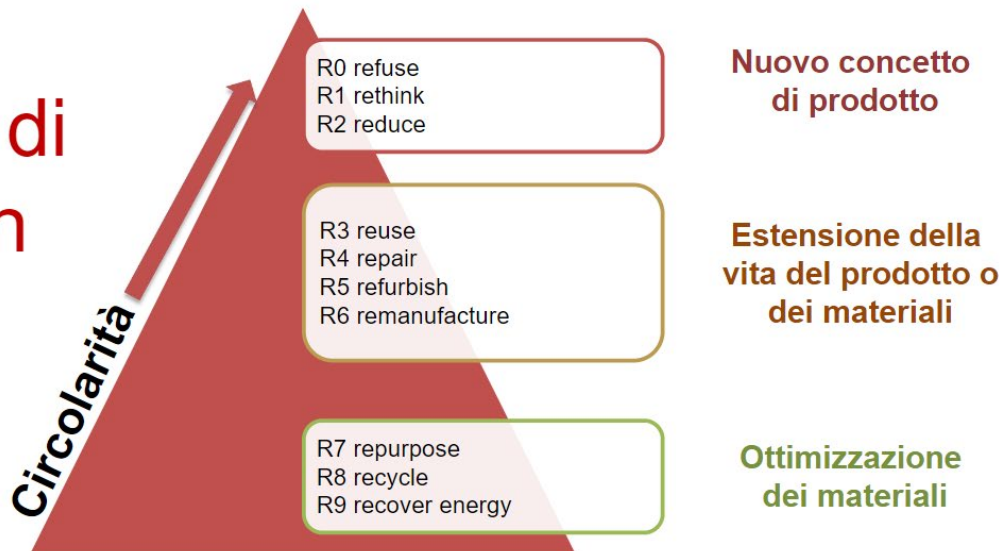 di
n
Circolarità
R0 refuse
R1 rethink
R2 reduce
Nuovo concetto
di prodotto
R3 reuse
R4 repair
R5 refurbish
R6 remanufacture
Estensione della
vita del prodotto o
dei materiali
R7 repurpose
R8 recycle
R9 recover energy
Ottimizzazione
dei materiali